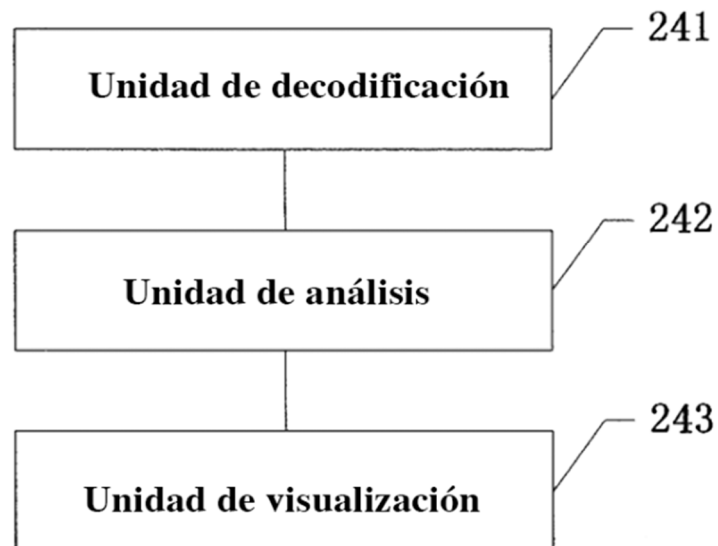 241
Unidad de decodificación
242
Unidad de análisis
243
Unidad de visualización